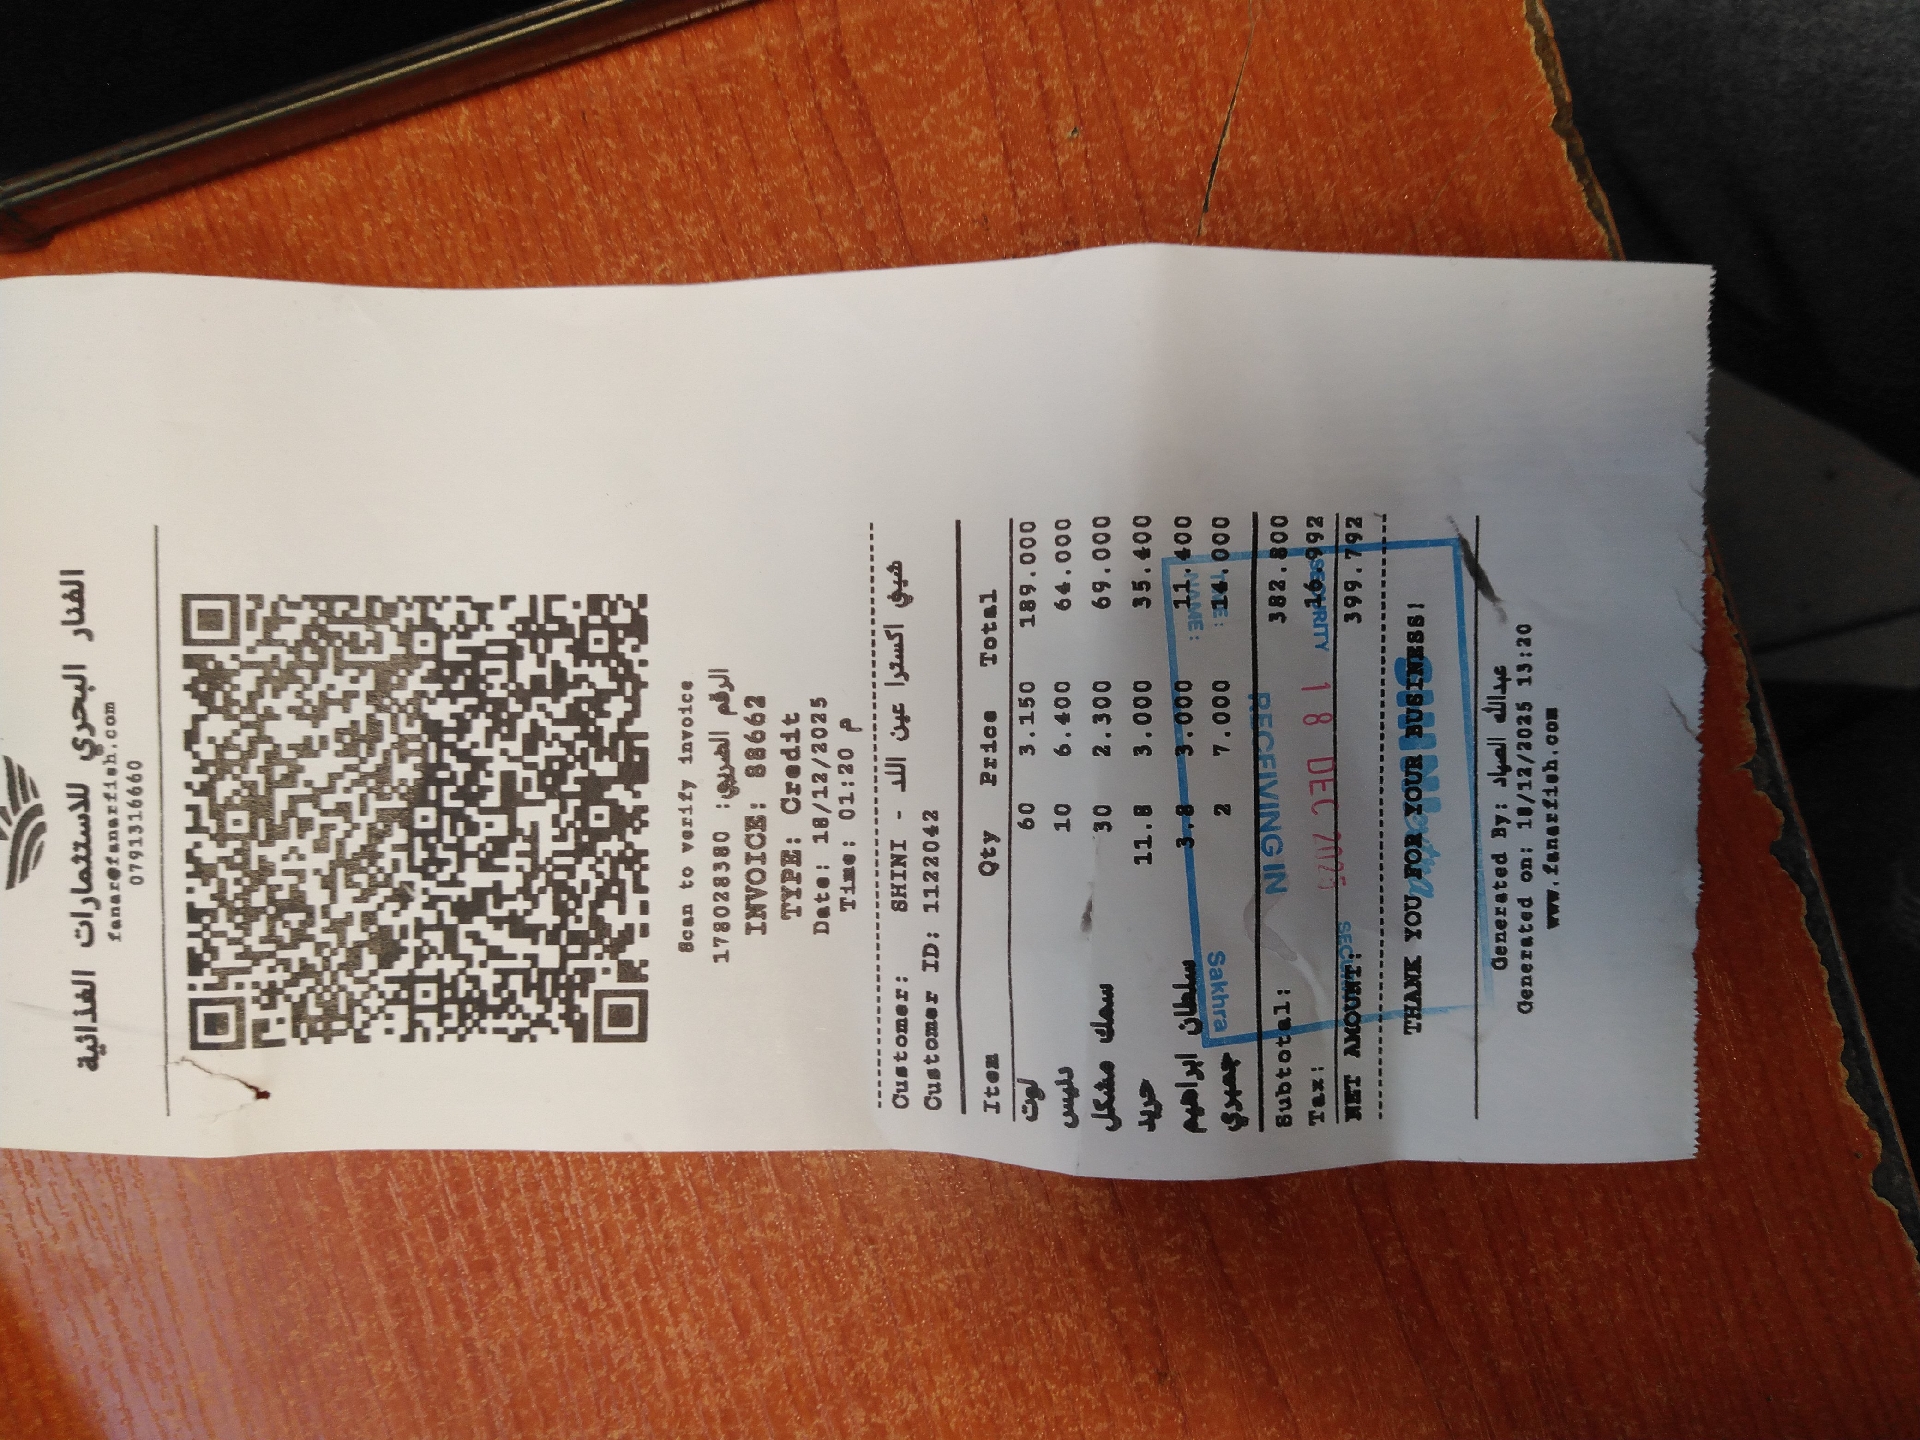 الفنار البحري للاستثمارات الغذائية
fanar@fanarfish.com
0791316660
Scan to verify invoice
الرقم الضريبي: 178028380
INVOICE: 88662
TYPE: Credit
Date: 18/12/2025
Time: 01:20 م
Customer: SHINI - شيني اكسترا عين اللد
Customer ID: 1122042
Item Qty Price Total
لوت 60 3.150 189.000
دنيس 10 6.400 64.000
سمك مشكل 30 2.300 69.000
حريد 11.8 3.000 35.400
سلطان ابراهيم 3.8 3.000 11.400
جمبري 2 7.000 14.000
Subtotal: 382.800
Tax: 16.992
NET AMOUNT: 399.792
THANK YOU FOR YOUR BUSINESS!
Generated By: عبدالله الصياد
Generated on: 18/12/2025 13:20
www.fanarfish.com
Sakhra
NAME:
TIME:
RECEIVING IN
SECURITY
18 DEC 2025